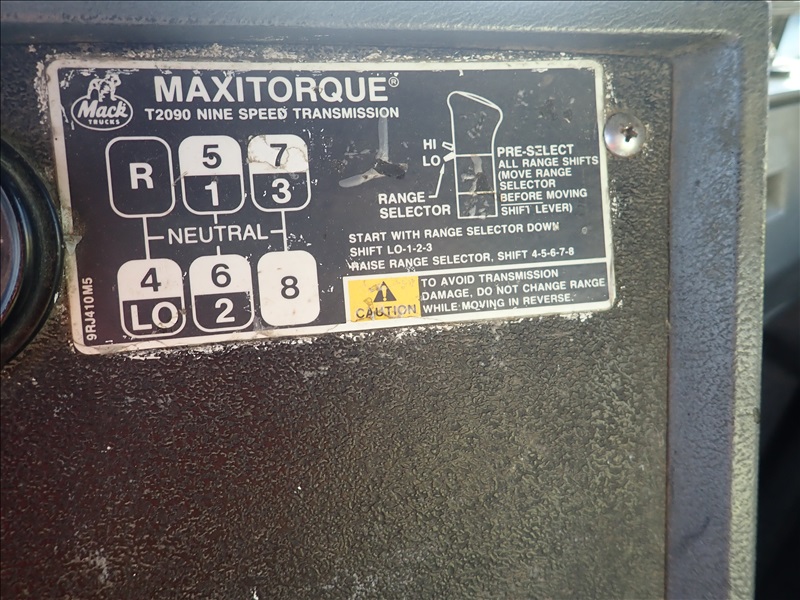 Mack
TRUCKS
MAXITORQUE®
T2090 NINE SPEED TRANSMISSION
R
5
1
7
3
NEUTRAL
4
LO
6
2
8
9RJ410M5
HI
LO
RANGE
SELECTOR
PRE-SELECT
ALL RANGE SHIFTS
(MOVE RANGE
SELECTOR
BEFORE MOVING
SHIFT LEVER)
START WITH RANGE SELECTOR DOWN
SHIFT LO-1-2-3
RAISE RANGE SELECTOR, SHIFT 4-5-6-7-8
CAUTION
TO AVOID TRANSMISSION
DAMAGE, DO NOT CHANGE RANGE
WHILE MOVING IN REVERSE.